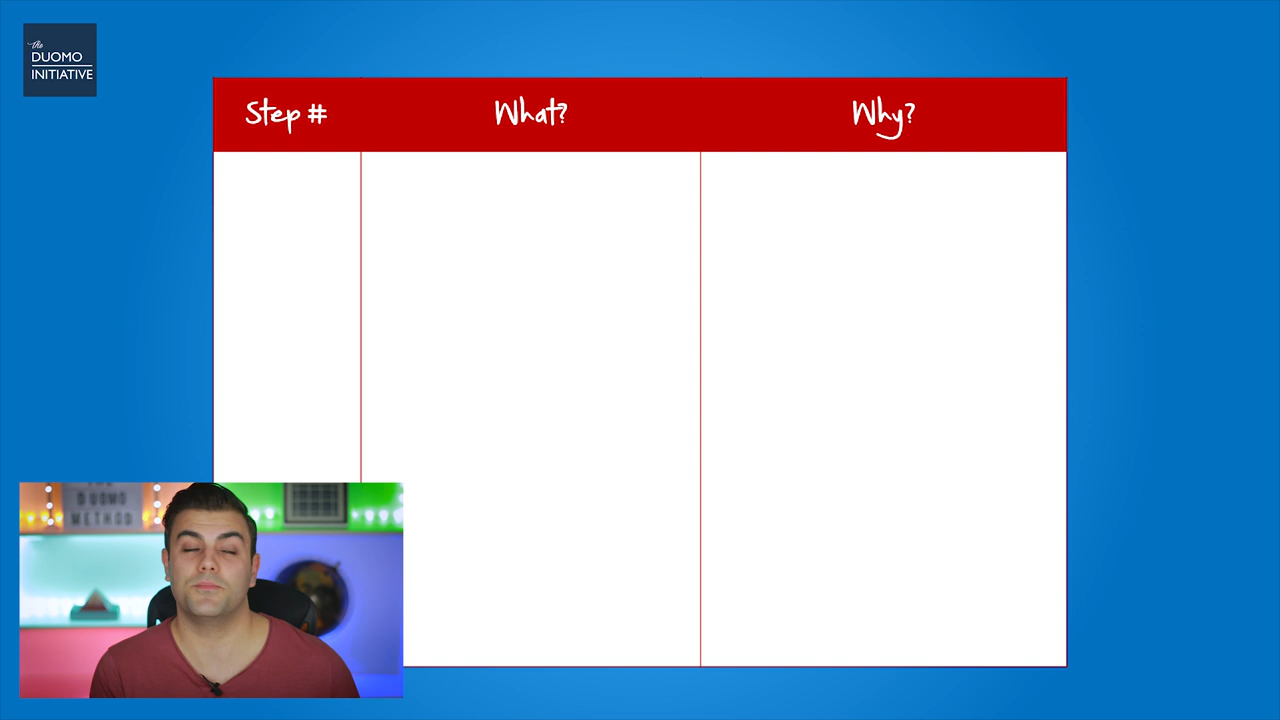 the
DUOMO
INITIATIVE
Step #
What?
Why?
DUOMO
METHOD